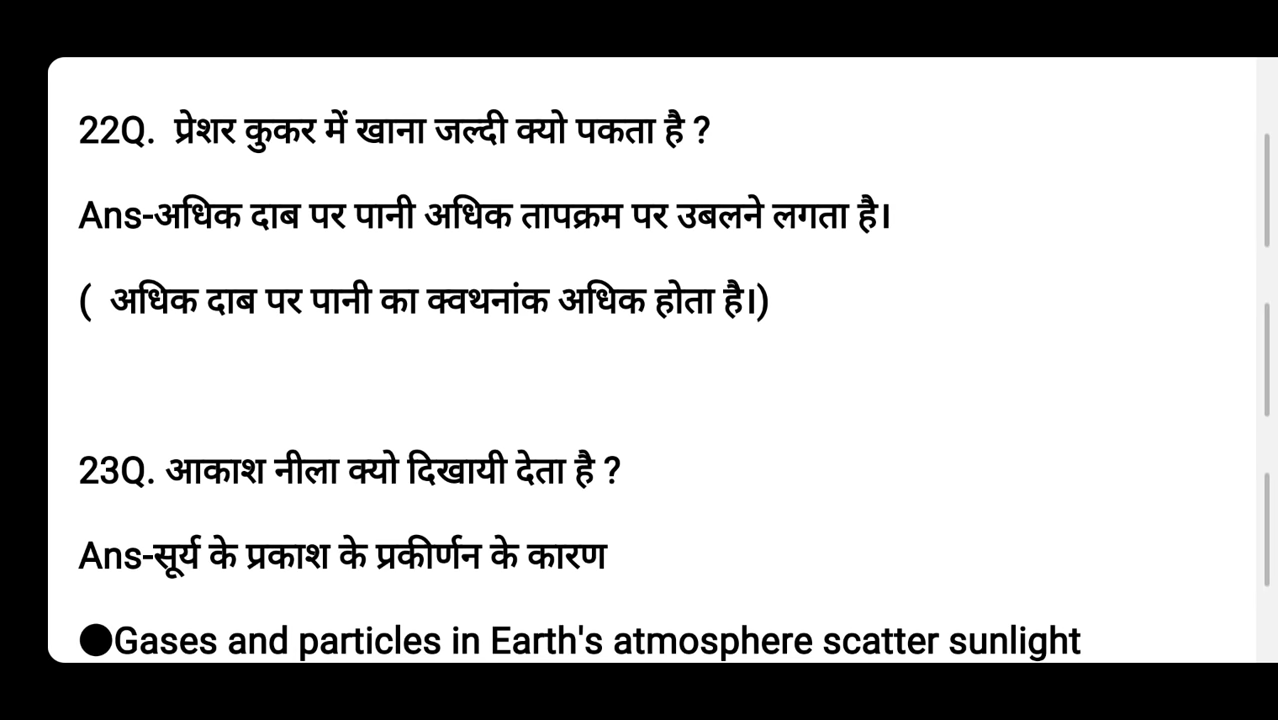 22Q. प्रेशर कुकर में खाना जल्दी क्यो पकता है ?
Ans-अधिक दाब पर पानी अधिक तापक्रम पर उबलने लगता है।
( अधिक दाब पर पानी का क्वथनांक अधिक होता है।)
23Q. आकाश नीला क्यो दिखायी देता है ?
Ans-सूर्य के प्रकाश के प्रकीर्णन के कारण
●Gases and particles in Earth's atmosphere scatter sunlight